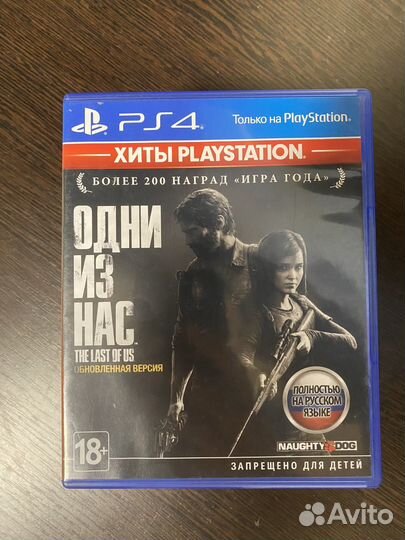 PS4
Только на PlayStation®
ХИТЫ PLAYSTATION®
БОЛЕЕ 200 НАГРАД «ИГРА ГОДА»
ОДНИ
ИЗ
НАС
THE LAST OF US
ОБНОВЛЕННАЯ ВЕРСИЯ
ПОЛНОСТЬЮ
НА РУССКОМ
ЯЗЫКЕ
18+
NAUGHTY DOG
ЗАПРЕЩЕНО ДЛЯ ДЕТЕЙ
Avito